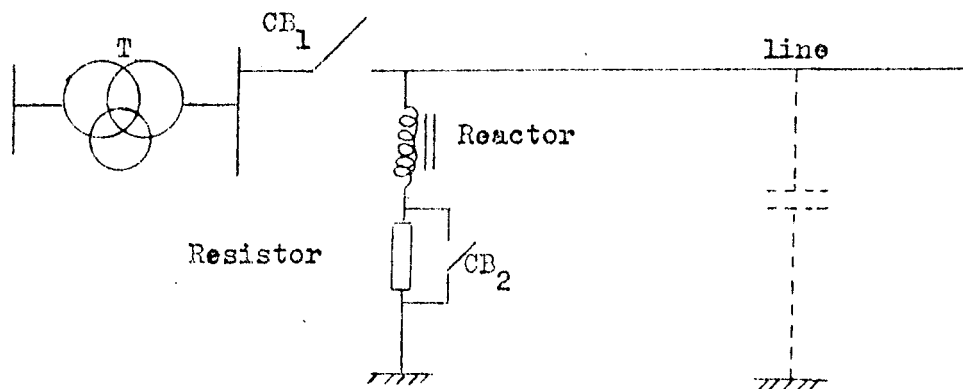 CB1
T
line
Reactor
Resistor
CB2